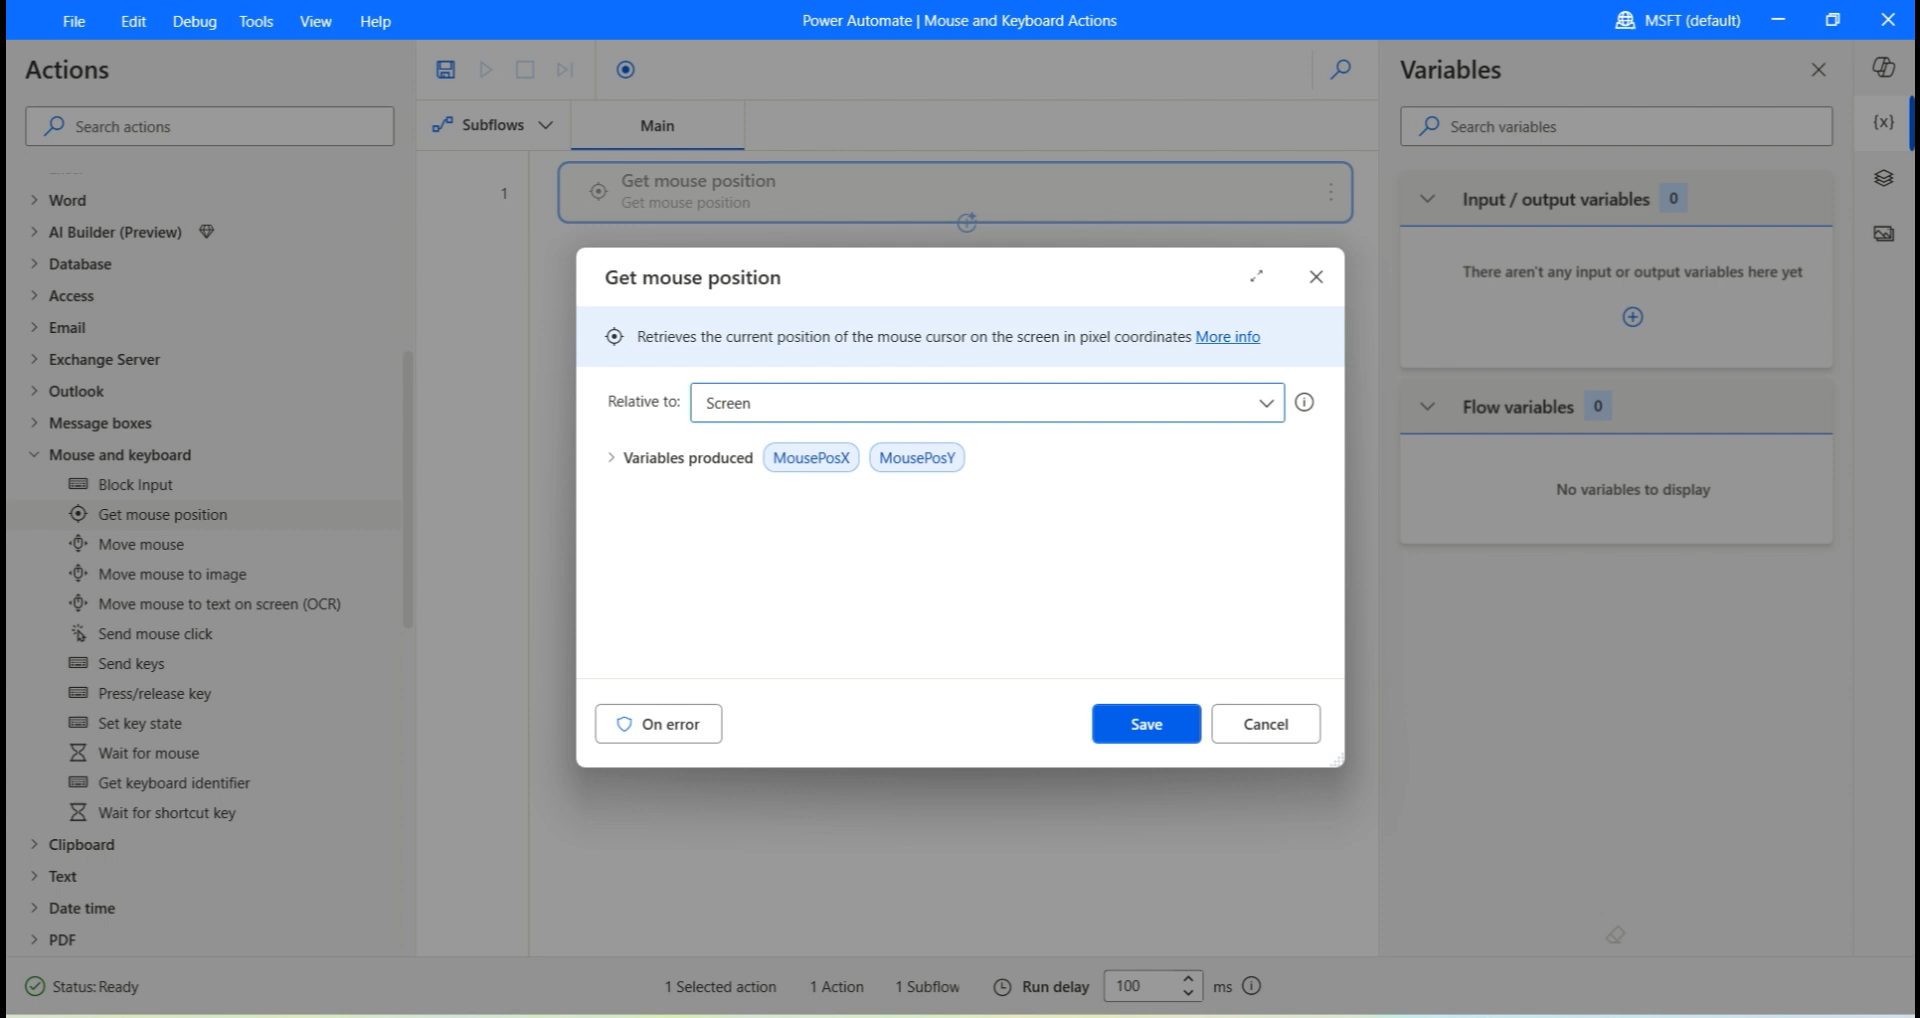 File Edit Debug Tools View Help
Power Automate | Mouse and Keyboard Actions
MSFT (default)
Actions
Search actions
Word
AI Builder (Preview)
Database
Access
Email
Exchange Server
Outlook
Message boxes
Mouse and keyboard
Block Input
Get mouse position
Move mouse
Move mouse to image
Move mouse to text on screen (OCR)
Send mouse click
Send keys
Press/release key
Set key state
Wait for mouse
Get keyboard identifier
Wait for shortcut key
Clipboard
Text
Date time
PDF
Subflows
Main
1
Get mouse position
Get mouse position
Get mouse position
Retrieves the current position of the mouse cursor on the screen in pixel coordinates More info
Relative to: Screen
Variables produced MousePosX MousePosY
On error
Save
Cancel
Variables
{x}
Search variables
Input / output variables 0
There aren't any input or output variables here yet
Flow variables 0
No variables to display
Status: Ready
1 Selected action
1 Action
1 Subflow
Run delay 100 ms